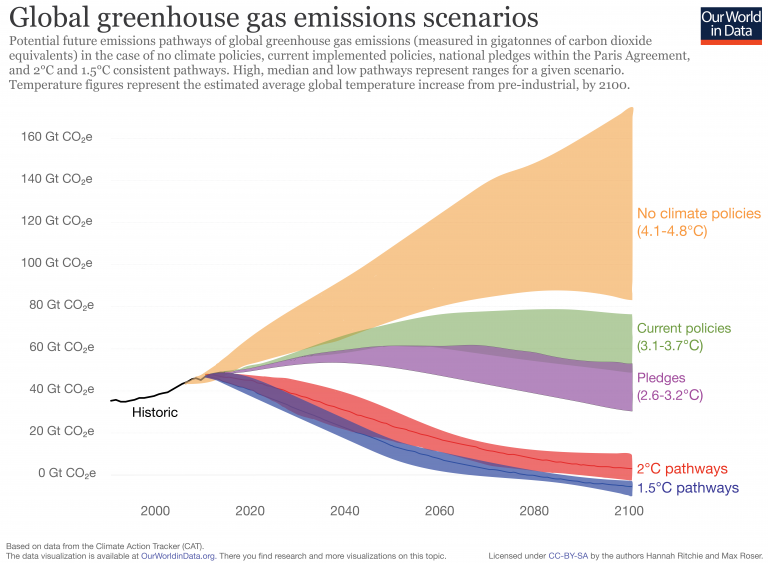 Global greenhouse gas emissions scenarios
Our World
in Data
Potential future emissions pathways of global greenhouse gas emissions (measured in gigatonnes of carbon dioxide
equivalents) in the case of no climate policies, current implemented policies, national pledges within the Paris Agreement,
and 2°C and 1.5°C consistent pathways. High, median and low pathways represent ranges for a given scenario.
Temperature figures represent the estimated average global temperature increase from pre-industrial, by 2100.
160 Gt CO₂e
140 Gt CO₂e
120 Gt CO₂e
100 Gt CO₂e
80 Gt CO₂e
60 Gt CO₂e
40 Gt CO₂e
20 Gt CO₂e
0 Gt CO₂e
Historic
No climate policies
(4.1-4.8°C)
Current policies
(3.1-3.7°C)
Pledges
(2.6-3.2°C)
2°C pathways
1.5°C pathways
2000
2020
2040
2060
2080
2100
Based on data from the Climate Action Tracker (CAT).
The data visualization is available at OurWorldinData.org. There you find research and more visualizations on this topic.
Licensed under CC-BY-SA by the authors Hannah Ritchie and Max Roser.